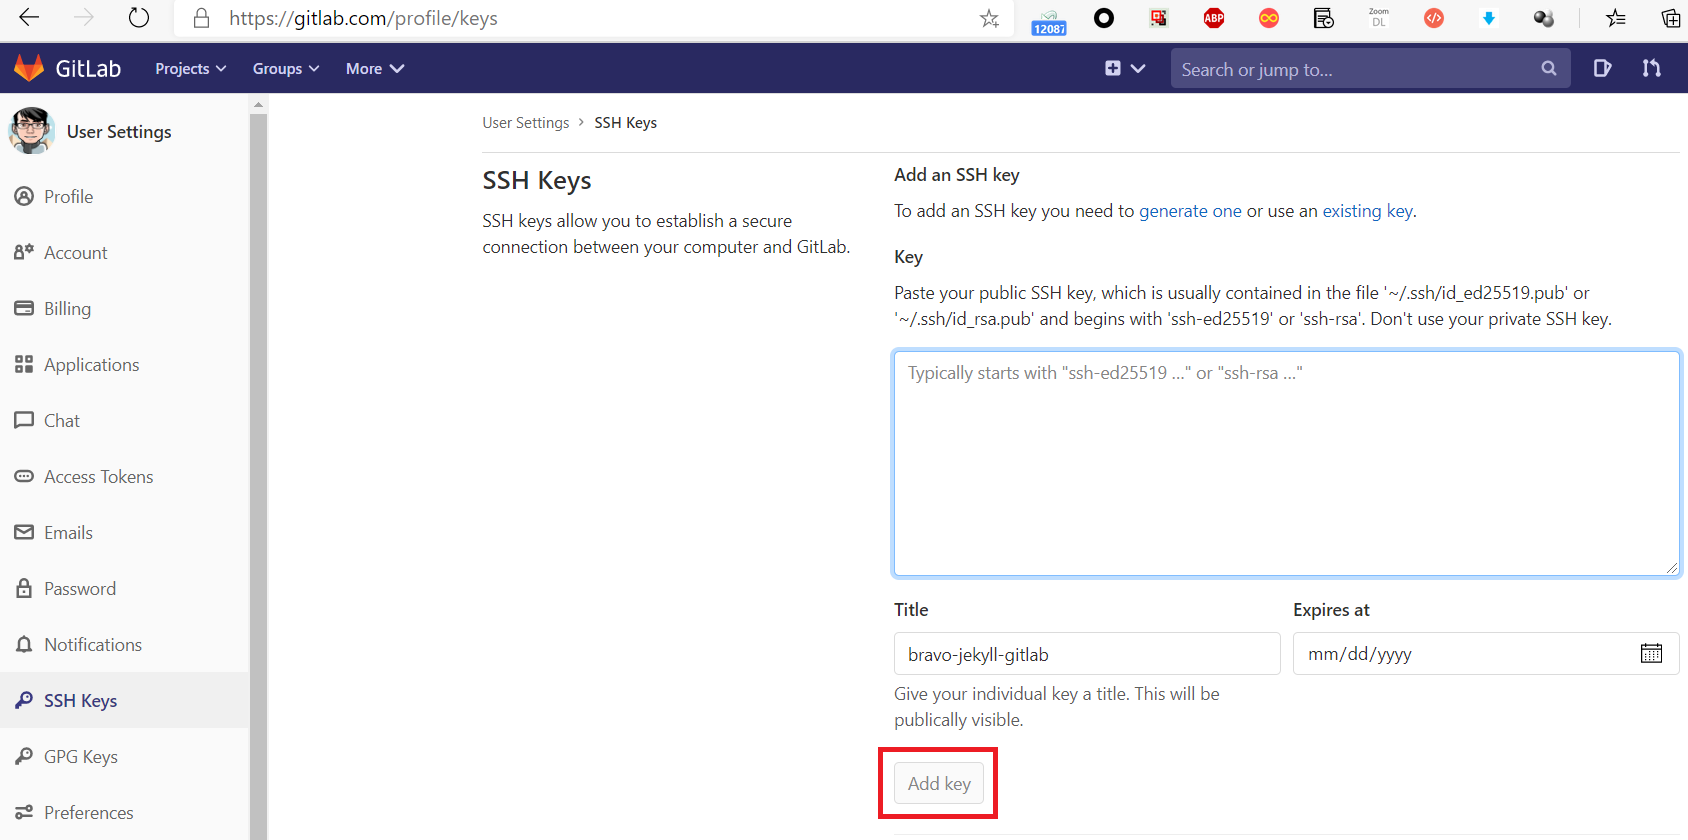 https://gitlab.com/profile/keys
12087
ABP
Zoom
DL
GitLab
Projects
Groups
More
Search or jump to...
User Settings
Profile
Account
Billing
Applications
Chat
Access Tokens
Emails
Password
Notifications
SSH Keys
GPG Keys
Preferences
User Settings > SSH Keys
SSH Keys
SSH keys allow you to establish a secure
connection between your computer and GitLab.
Add an SSH key
To add an SSH key you need to generate one or use an existing key.
Key
Paste your public SSH key, which is usually contained in the file '~/.ssh/id_ed25519.pub' or
'~/.ssh/id_rsa.pub' and begins with 'ssh-ed25519' or 'ssh-rsa'. Don't use your private SSH key.
Typically starts with "ssh-ed25519 ..." or "ssh-rsa ..."
Title
Expires at
bravo-jekyll-gitlab
mm/dd/yyyy
Give your individual key a title. This will be
publically visible.
Add key